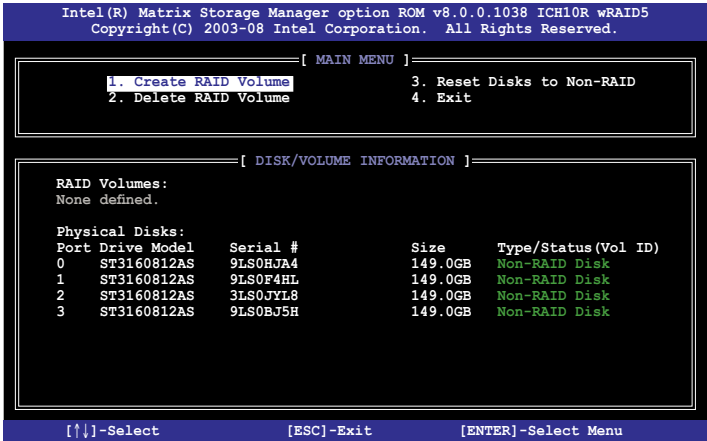 Intel(R) Matrix Storage Manager option ROM v8.0.0.1038 ICH10R wRAID5
Copyright(C) 2003-08 Intel Corporation. All Rights Reserved.
[ MAIN MENU ]
1. Create RAID Volume 3. Reset Disks to Non-RAID
2. Delete RAID Volume 4. Exit
[ DISK/VOLUME INFORMATION ]
RAID Volumes:
None defined.
Physical Disks:
Port Drive Model Serial # Size Type/Status(Vol ID)
0 ST3160812AS 9LS0HJA4 149.0GB Non-RAID Disk
1 ST3160812AS 9LS0F4HL 149.0GB Non-RAID Disk
2 ST3160812AS 3LS0JYL8 149.0GB Non-RAID Disk
3 ST3160812AS 9LS0BJ5H 149.0GB Non-RAID Disk
[↑↓]-Select [ESC]-Exit [ENTER]-Select Menu